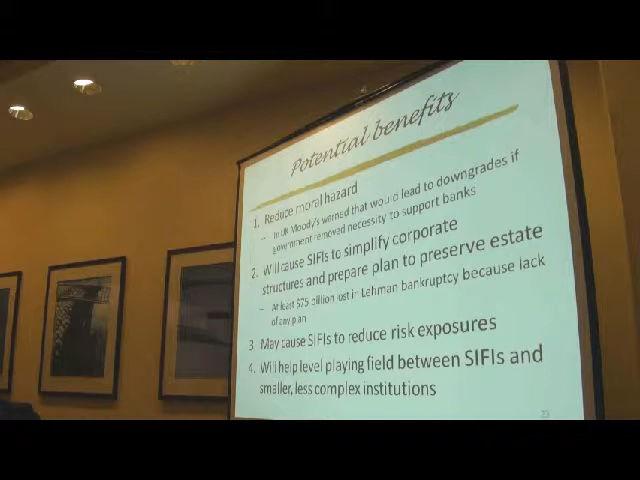 Potential benefits
1. Reduce moral hazard
– In UK Moody's warned that would lead to downgrades if
government removed necessity to support banks
2. Will cause SIFIs to simplify corporate
structures and prepare plan to preserve estate
– At least $75 billion lost in Lehman bankruptcy because lack
of any plan
3. May cause SIFIs to reduce risk exposures
4. Will help level playing field between SIFIs and
smaller, less complex institutions
23